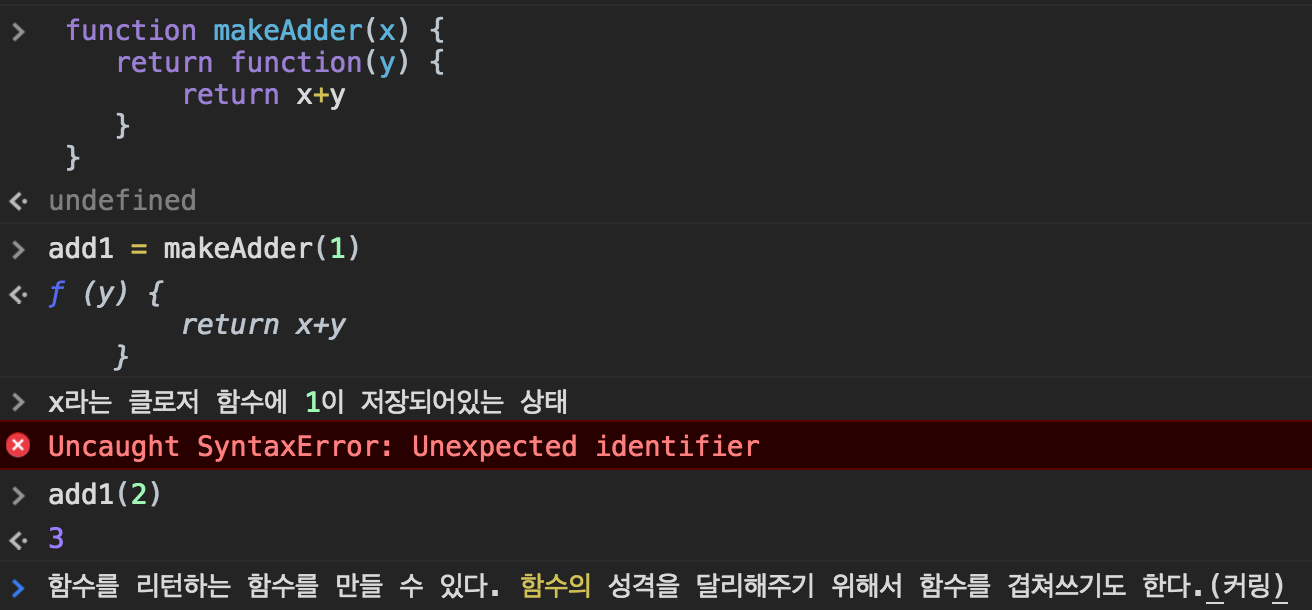 > function makeAdder(x) {
return function(y) {
return x+y
}
}
undefined
> add1 = makeAdder(1)
ƒ (y) {
return x+y
}
> x라는 클로저 함수에 1이 저장되어있는 상태
Uncaught SyntaxError: Unexpected identifier
> add1(2)
3
> 함수를 리턴하는 함수를 만들 수 있다. 함수의 성격을 달리해주기 위해서 함수를 겹쳐쓰기도 한다.(커링)